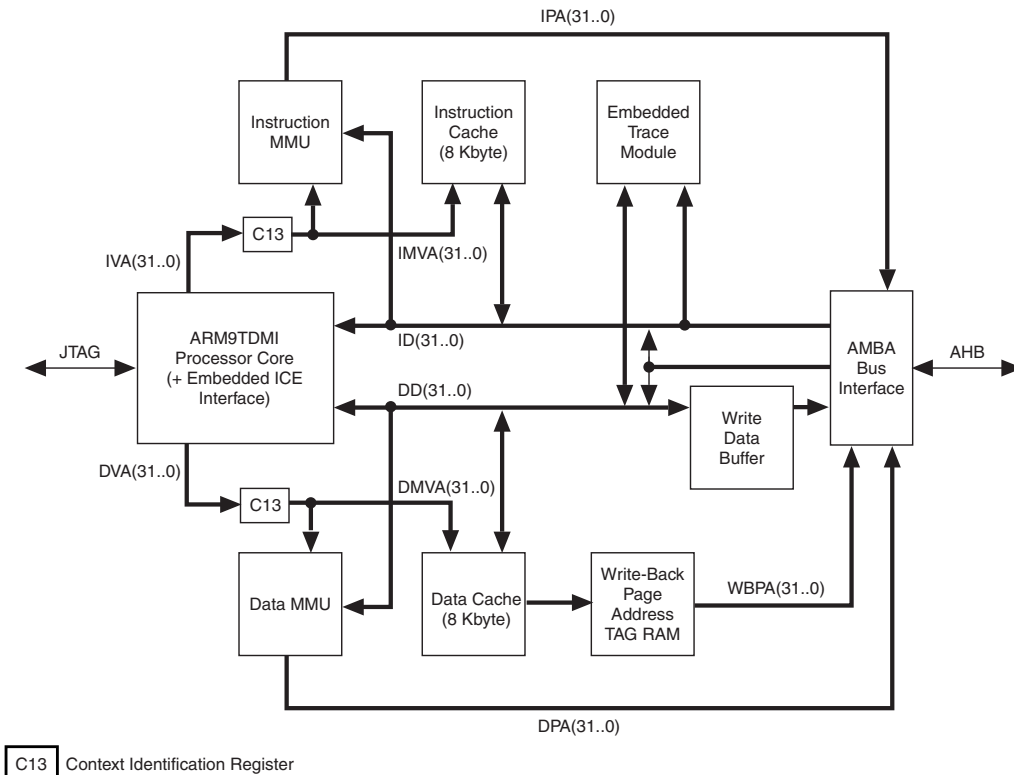 IPA(31..0)
Instruction
MMU
Instruction
Cache
(8 Kbyte)
Embedded
Trace
Module
C13
IVA(31..0)
IMVA(31..0)
ARM9TDMI
Processor Core
(+ Embedded ICE
Interface)
JTAG
ID(31..0)
AMBA
Bus
Interface
AHB
DD(31..0)
Write
Data
Buffer
DVA(31..0)
DMVA(31..0)
C13
Data MMU
Data Cache
(8 Kbyte)
Write-Back
Page
Address
TAG RAM
WBPA(31..0)
DPA(31..0)
C13 Context Identification Register